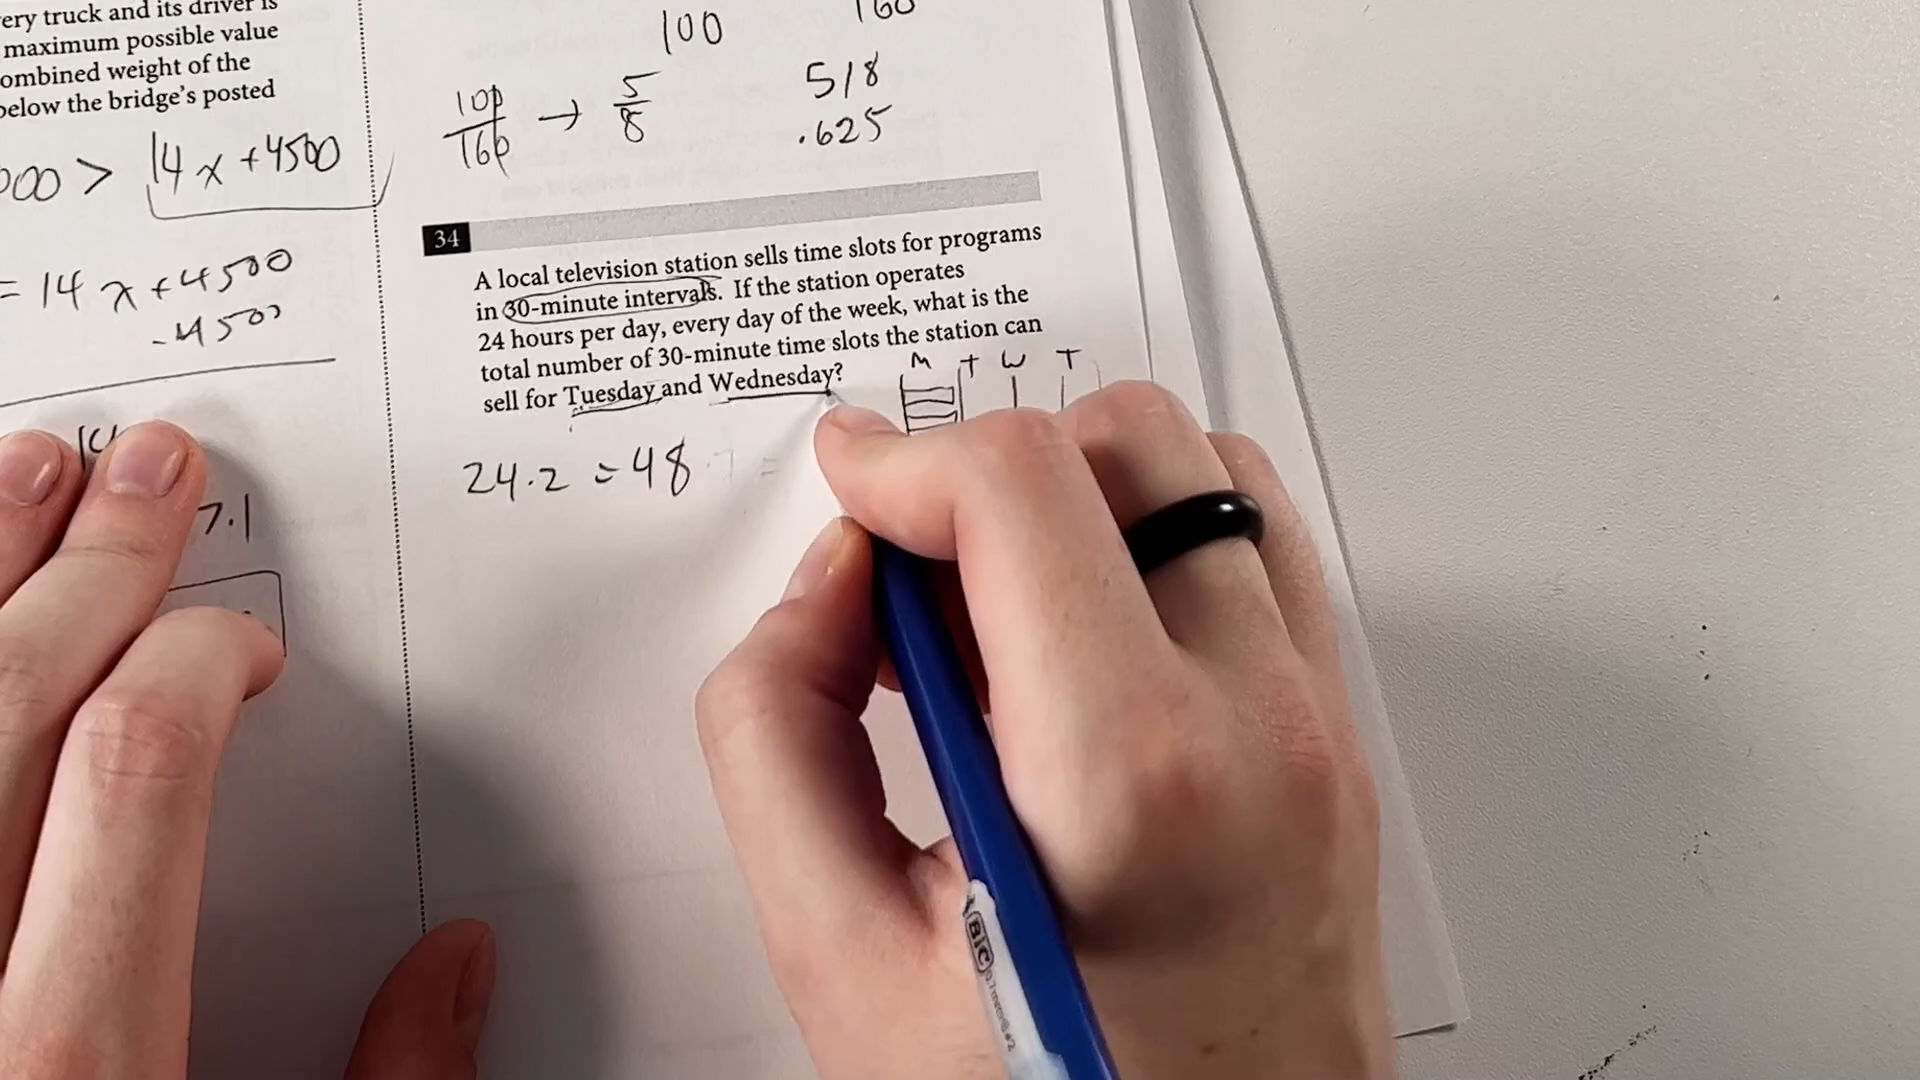 ery truck and its driver is
maximum possible value
ombined weight of the
below the bridge's posted
000 > 14x+4500
= 14x+4500
-4500
7.1
100
160
100/160 → 5/8
518
.625
34
A local television station sells time slots for programs
in 30-minute intervals. If the station operates
24 hours per day, every day of the week, what is the
total number of 30-minute time slots the station can
sell for Tuesday and Wednesday?
M T W T
24.2 = 48
BiC
0.7mm #2